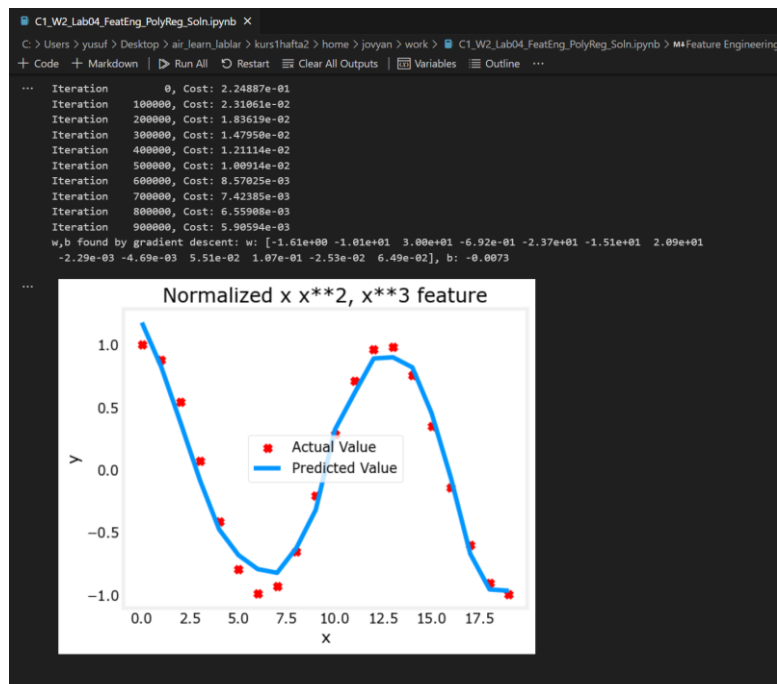 C1_W2_Lab04_FeatEng_PolyReg_Soln.ipynb ×
C: > Users > yusuf > Desktop > air_learn_lablar > kurs1hafta2 > home > jovyan > work > C1_W2_Lab04_FeatEng_PolyReg_Soln.ipynb > M↓Feature Engineering
+ Code + Markdown | Run All Restart Clear All Outputs | Variables Outline ...
... Iteration 0, Cost: 2.24887e-01
Iteration 100000, Cost: 2.31061e-02
Iteration 200000, Cost: 1.83619e-02
Iteration 300000, Cost: 1.47950e-02
Iteration 400000, Cost: 1.21114e-02
Iteration 500000, Cost: 1.00914e-02
Iteration 600000, Cost: 8.57025e-03
Iteration 700000, Cost: 7.42385e-03
Iteration 800000, Cost: 6.55908e-03
Iteration 900000, Cost: 5.90594e-03
w,b found by gradient descent: w: [-1.61e+00 -1.01e+01 3.00e+01 -6.92e-01 -2.37e+01 -1.51e+01 2.09e+01
-2.29e-03 -4.69e-03 5.51e-02 1.07e-01 -2.53e-02 6.49e-02], b: -0.0073
...
Normalized x x**2, x**3 feature
1.0
0.5
0.0
−0.5
−1.0
y
Actual Value
Predicted Value
0.0 2.5 5.0 7.5 10.0 12.5 15.0 17.5
x